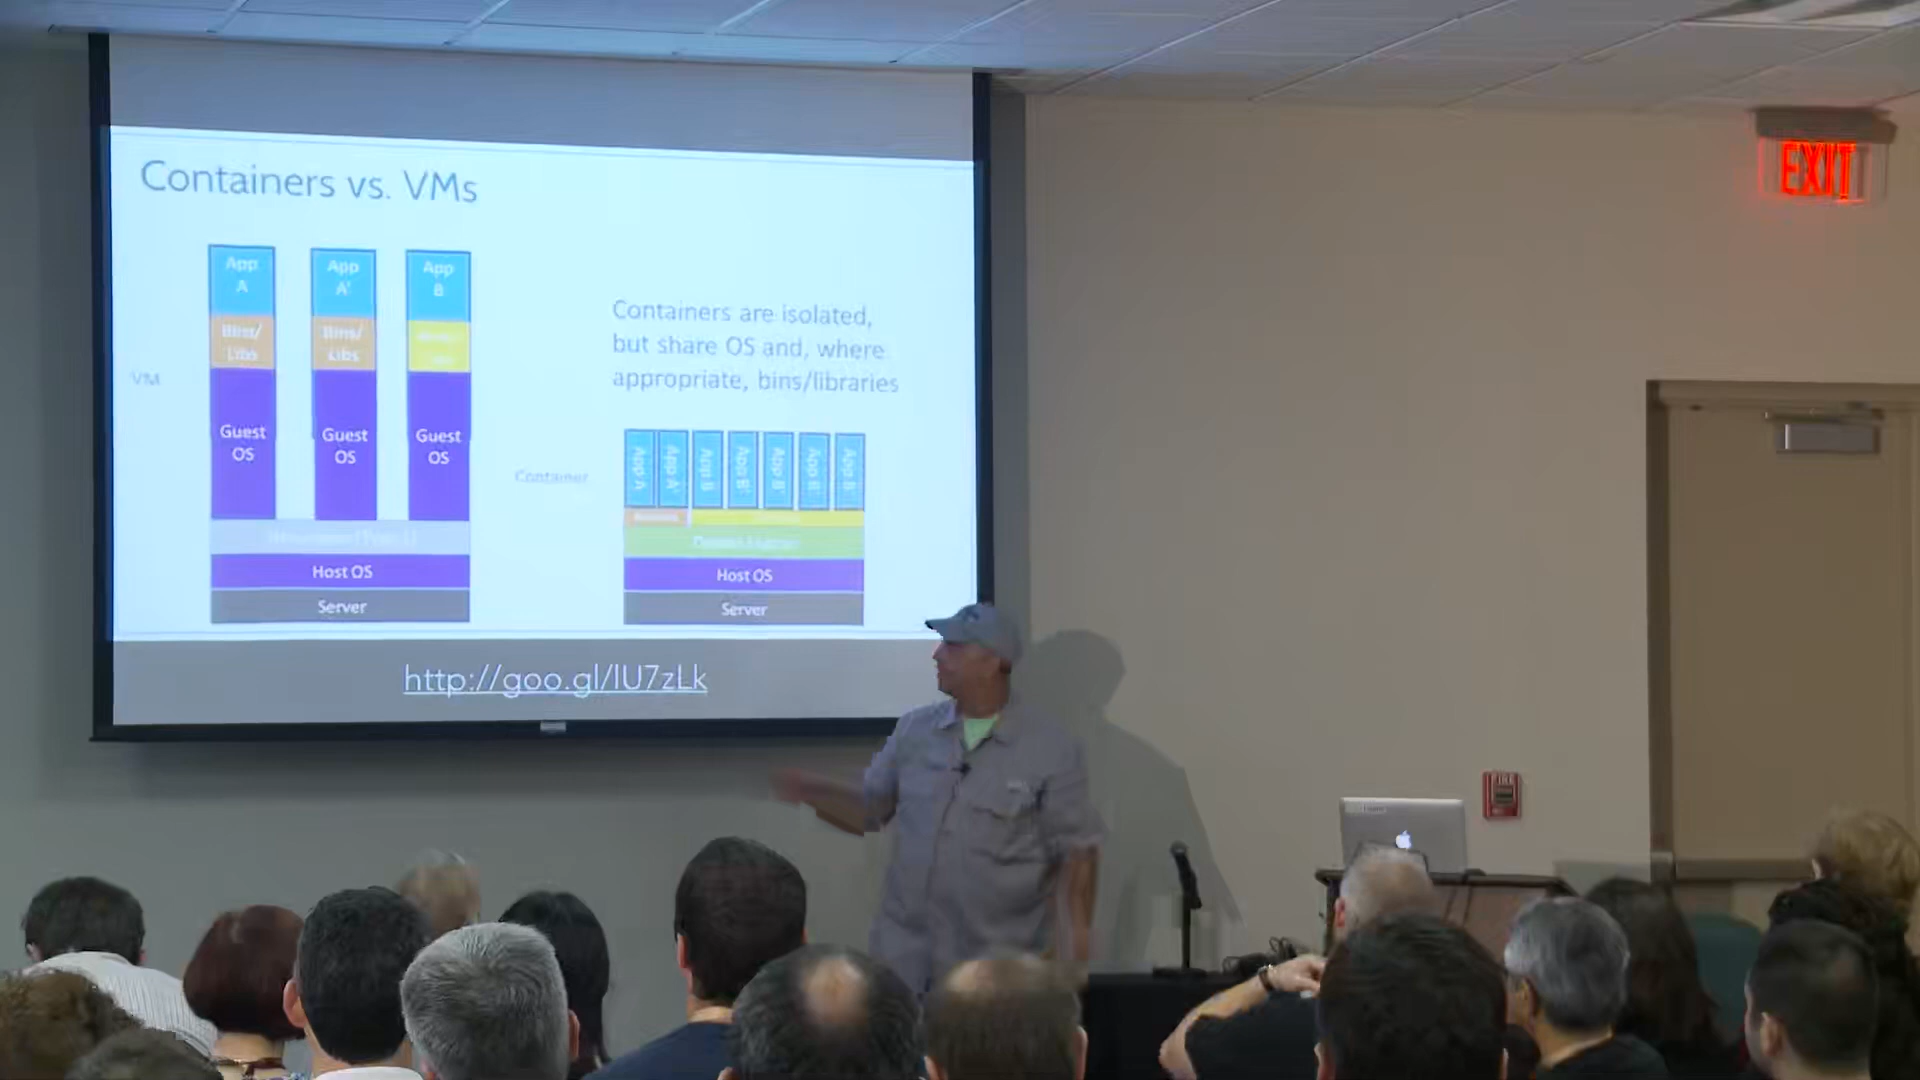 Containers vs. VMs
EXIT
App
A
App
A'
App
B
Bins/
Libs
Bins/
Libs
VM
Guest
OS
Guest
OS
Guest
OS
Host OS
Server
Containers are isolated,
but share OS and, where
appropriate, bins/libraries
Container
App A
App A'
App B
App B'
App B'
App B'
App B'
Host OS
Server
http://goo.gl/lU7zLk
FIRE